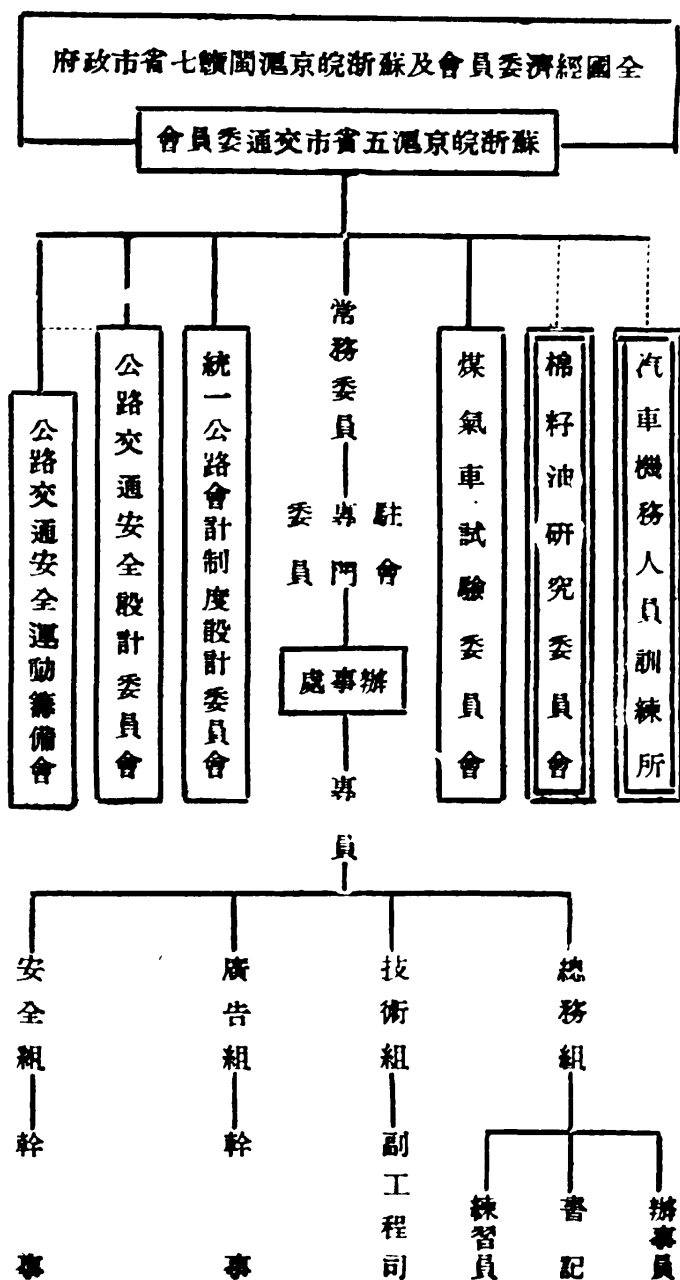 全國經濟委員會及蘇浙皖京滬閩贛七省市政府
蘇浙皖京滬五省市交通委員會
汽車機務人員訓練所
棉籽油研究委員會
煤氣車試驗委員會
常務委員
駐會
專門
委員
辦事處
專員
統一公路會計制度設計委員會
公路交通安全設計委員會
公路交通安全運動籌備會
總務組
辦事員
書記
練習員
技術組
副工程司
廣告組
幹事
安全組
幹事